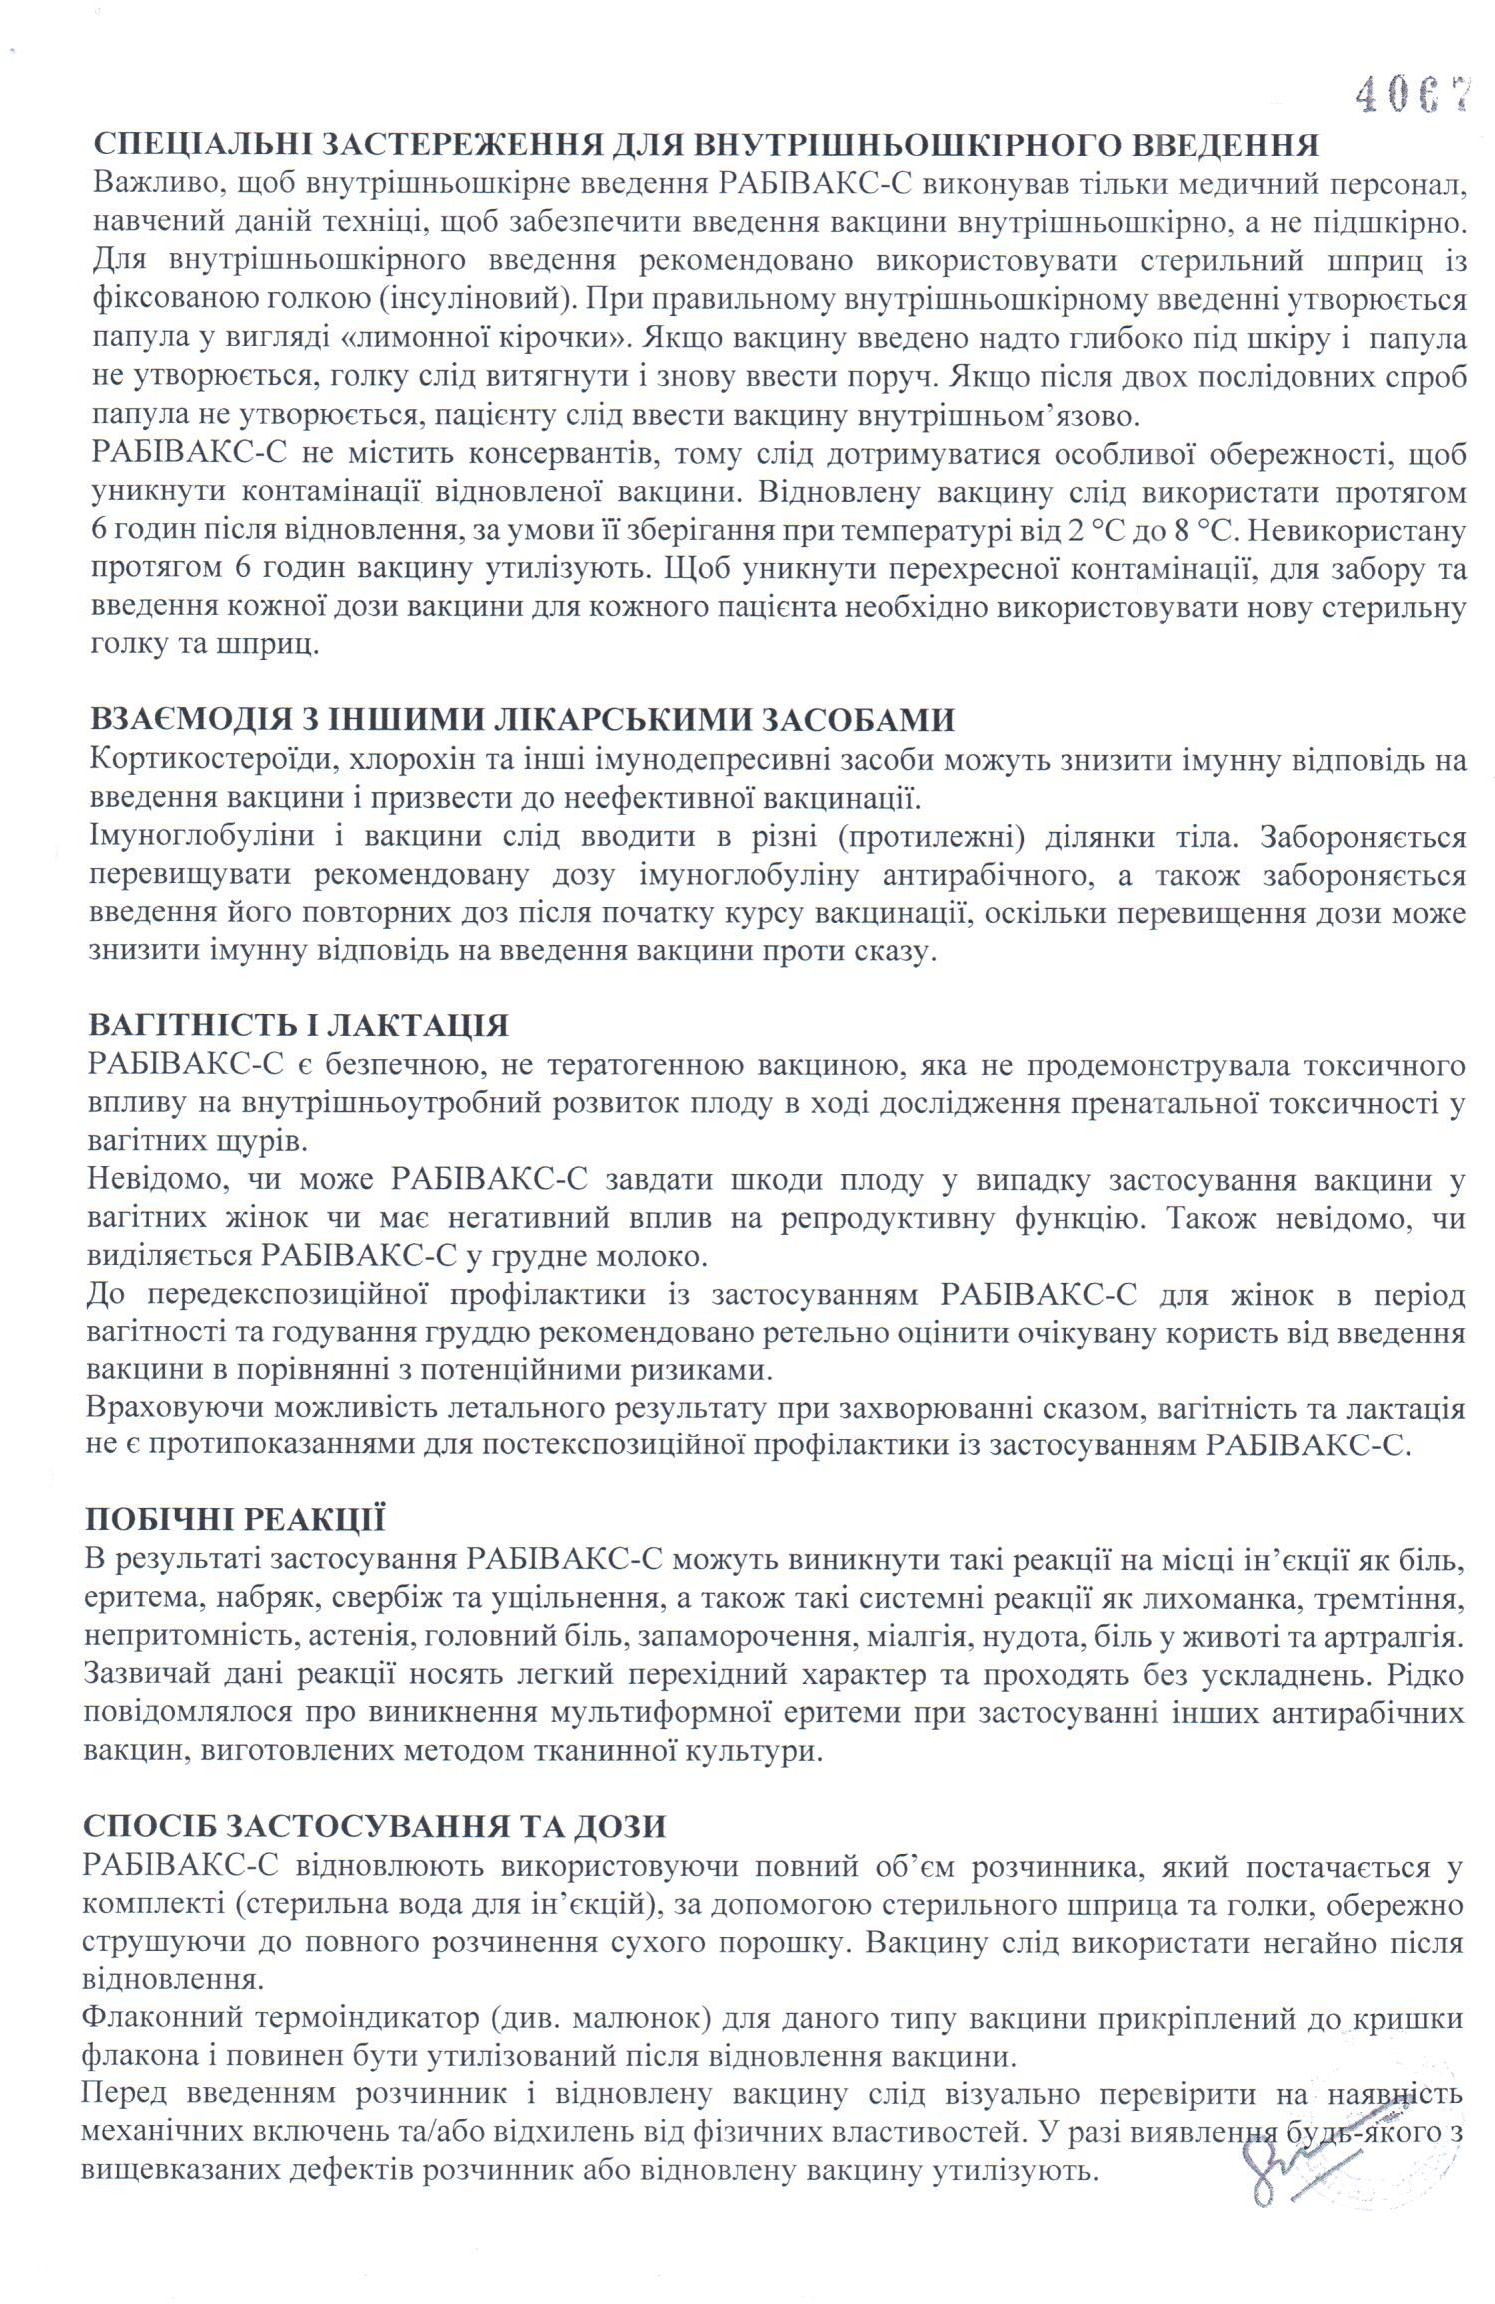 4067
СПЕЦІАЛЬНІ ЗАСТЕРЕЖЕННЯ ДЛЯ ВНУТРІШНЬОШКІРНОГО ВВЕДЕННЯ
Важливо, щоб внутрішньошкірне введення РАБІВАКС-С виконував тільки медичний персонал,
навчений даній техніці, щоб забезпечити введення вакцини внутрішньошкірно, а не підшкірно.
Для внутрішньошкірного введення рекомендовано використовувати стерильний шприц із
фіксованою голкою (інсуліновий). При правильному внутрішньошкірному введенні утворюється
папула у вигляді «лимонної кірочки». Якщо вакцину введено надто глибоко під шкіру і папула
не утворюється, голку слід витягнути і знову ввести поруч. Якщо після двох послідовних спроб
папула не утворюється, пацієнту слід ввести вакцину внутрішньом’язово.
РАБІВАКС-С не містить консервантів, тому слід дотримуватися особливої обережності, щоб
уникнути контамінації відновленої вакцини. Відновлену вакцину слід використати протягом
6 годин після відновлення, за умови її зберігання при температурі від 2 °С до 8 °С. Невикористану
протягом 6 годин вакцину утилізують. Щоб уникнути перехресної контамінації, для забору та
введення кожної дози вакцини для кожного пацієнта необхідно використовувати нову стерильну
голку та шприц.
ВЗАЄМОДІЯ З ІНШИМИ ЛІКАРСЬКИМИ ЗАСОБАМИ
Кортикостероїди, хлорохін та інші імунодепресивні засоби можуть знизити імунну відповідь на
введення вакцини і призвести до неефективної вакцинації.
Імуноглобуліни і вакцини слід вводити в різні (протилежні) ділянки тіла. Забороняється
перевищувати рекомендовану дозу імуноглобуліну антирабічного, а також забороняється
введення його повторних доз після початку курсу вакцинації, оскільки перевищення дози може
знизити імунну відповідь на введення вакцини проти сказу.
ВАГІТНІСТЬ І ЛАКТАЦІЯ
РАБІВАКС-С є безпечною, не тератогенною вакциною, яка не продемонструвала токсичного
впливу на внутрішньоутробний розвиток плоду в ході дослідження пренатальної токсичності у
вагітних щурів.
Невідомо, чи може РАБІВАКС-С завдати шкоди плоду у випадку застосування вакцини у
вагітних жінок чи має негативний вплив на репродуктивну функцію. Також невідомо, чи
виділяється РАБІВАКС-С у грудне молоко.
До передекспозиційної профілактики із застосуванням РАБІВАКС-С для жінок в період
вагітності та годування груддю рекомендовано ретельно оцінити очікувану користь від введення
вакцини в порівнянні з потенційними ризиками.
Враховуючи можливість летального результату при захворюванні сказом, вагітність та лактація
не є протипоказаннями для постекспозиційної профілактики із застосуванням РАБІВАКС-С.
ПОБІЧНІ РЕАКЦІЇ
В результаті застосування РАБІВАКС-С можуть виникнути такі реакції на місці ін’єкції як біль,
еритема, набряк, свербіж та ущільнення, а також такі системні реакції як лихоманка, тремтіння,
непритомність, астенія, головний біль, запаморочення, міалгія, нудота, біль у животі та артралгія.
Зазвичай дані реакції носять легкий перехідний характер та проходять без ускладнень. Рідко
повідомлялося про виникнення мультиформної еритеми при застосуванні інших антирабічних
вакцин, виготовлених методом тканинної культури.
СПОСІБ ЗАСТОСУВАННЯ ТА ДОЗИ
РАБІВАКС-С відновлюють використовуючи повний об’єм розчинника, який постачається у
комплекті (стерильна вода для ін’єкцій), за допомогою стерильного шприца та голки, обережно
струшуючи до повного розчинення сухого порошку. Вакцину слід використати негайно після
відновлення.
Флаконний термоіндикатор (див. малюнок) для даного типу вакцини прикріплений до кришки
флакона і повинен бути утилізований після відновлення вакцини.
Перед введенням розчинник і відновлену вакцину слід візуально перевірити на наявність
механічних включень та/або відхилень від фізичних властивостей. У разі виявлення будь-якого з
вищевказаних дефектів розчинник або відновлену вакцину утилізують.